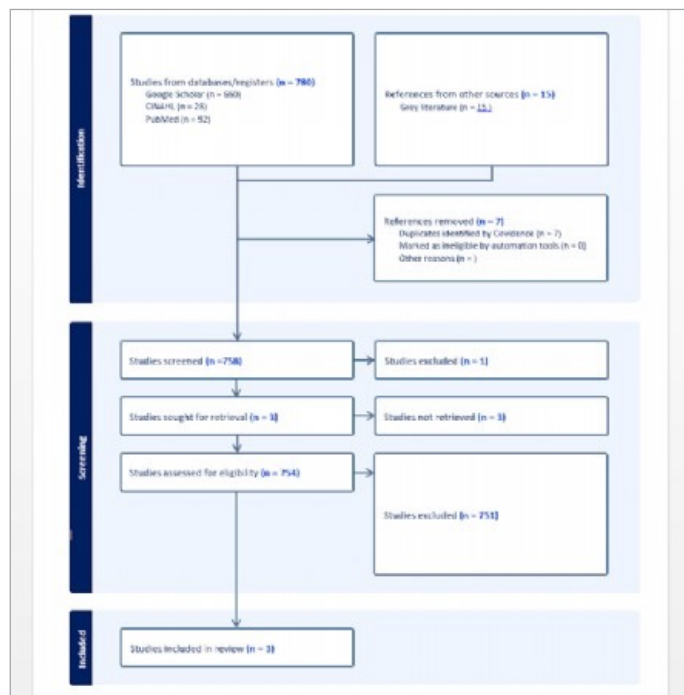 Identification
Studies from databases/registers (n = 780)
Google Scholar (n = 660)
CINAHL (n = 28)
PubMed (n = 92)
References from other sources (n = 15)
Grey literature (n = 15 )
References removed (n = 7)
Duplicates identified by Covidence (n = 7)
Marked as ineligible by automation tools (n = 0)
Other reasons (n = )
Screening
Studies screened (n =758)
Studies excluded (n = 1)
Studies sought for retrieval (n = 3)
Studies not retrieved (n = 3)
Studies assessed for eligibility (n = 754)
Studies excluded (n = 751)
Included
Studies included in review (n = 3)